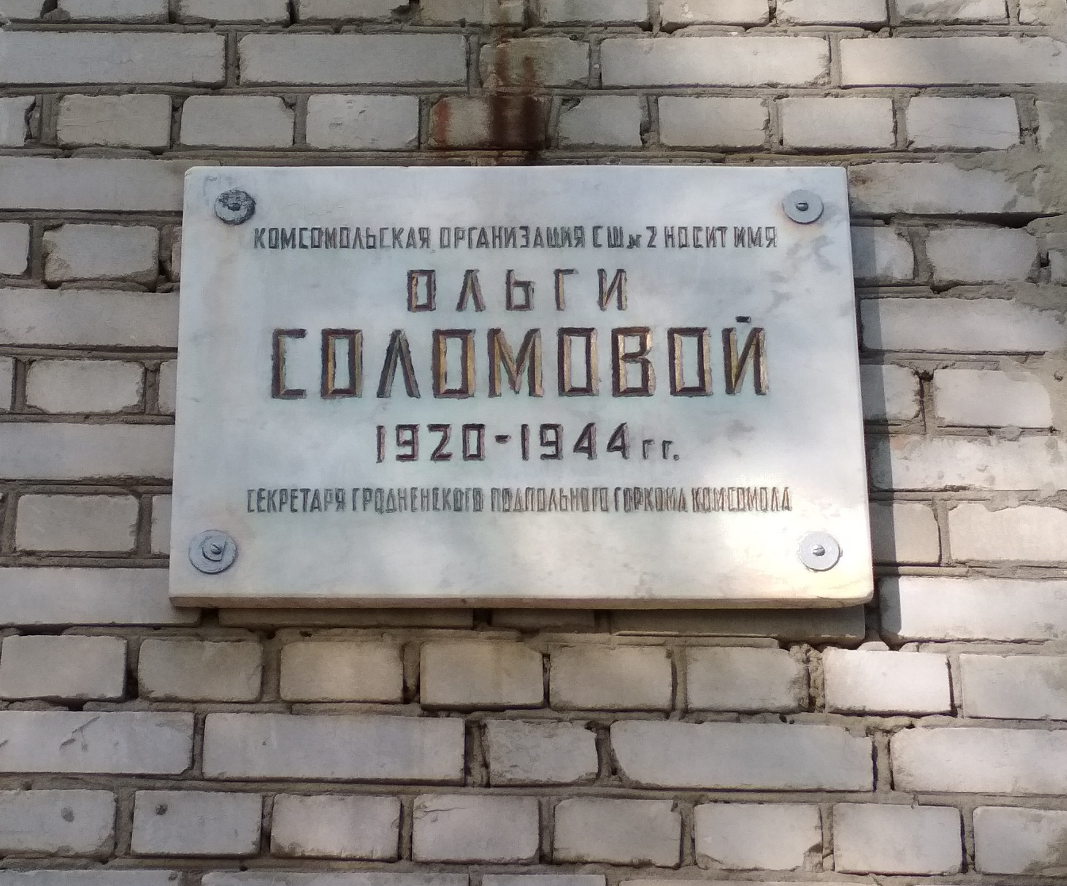 КОМСОМОЛЬСКАЯ ОРГАНИЗАЦИЯ СШ № 2 НОСИТ ИМЯ
ОЛЬГИ
СОЛОМОВОЙ
1920-1944 гг.
СЕКРЕТАРЯ ГРОДНЕНСКОГО ПОДПОЛЬНОГО ГОРКОМА КОМСОМОЛА